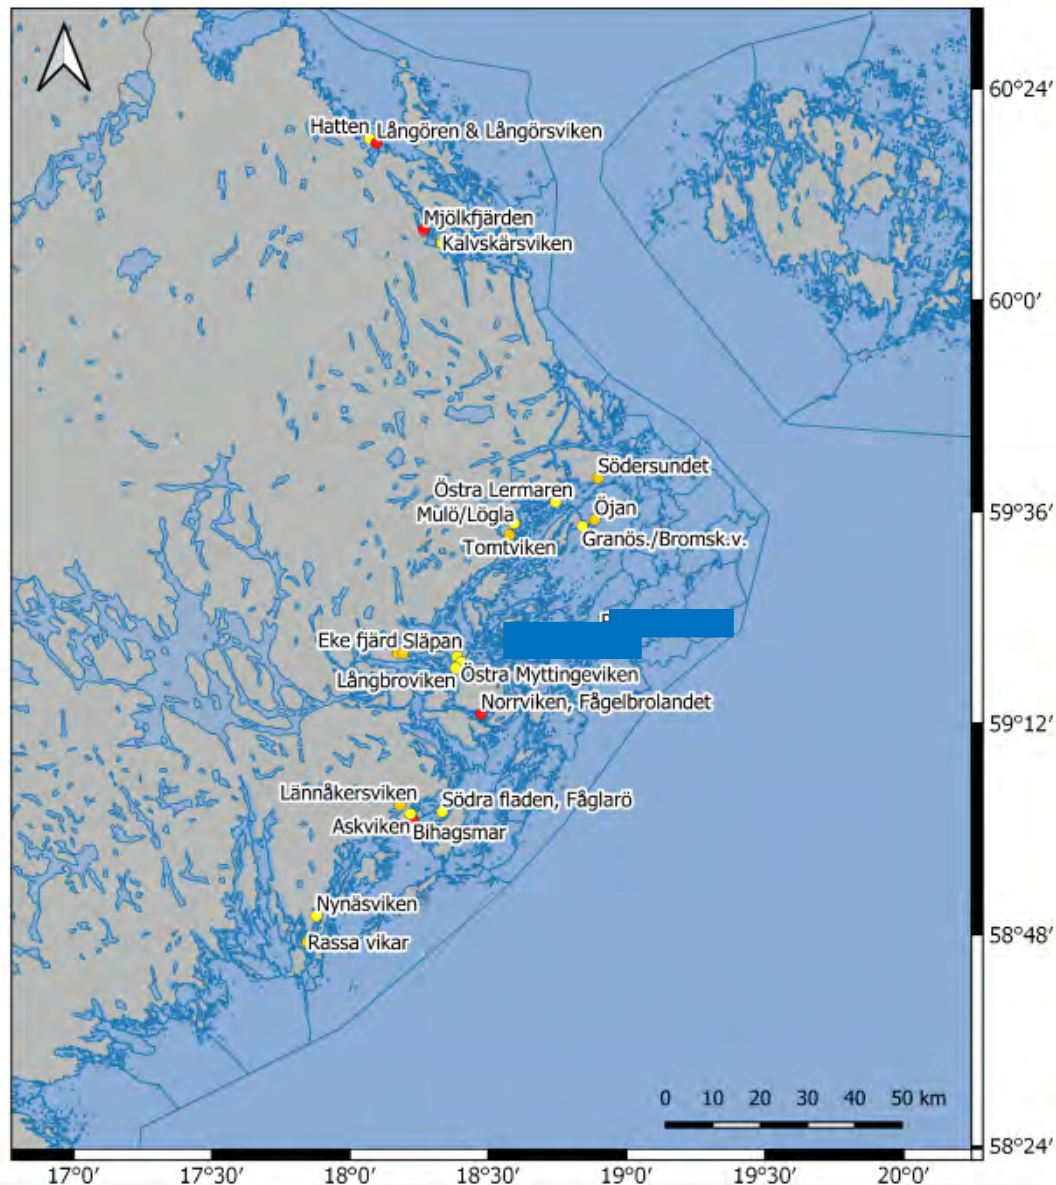 60°24′
Hatten
Långören & Långörsviken
Mjölkfjärden
Kalvskärsviken
60°0′
Södersundet
Östra Lermaren
Mulö/Lögla
Öjan
59°36′
Granös./Bromsk.v.
Tomtviken
Eke fjärd
Släpan
Långbroviken
Östra Myttingeviken
Norrviken, Fågelbrolandet
59°12′
Lännåkersviken
Södra fladen, Fåglarö
Askviken
Bihagsmar
Nynäsviken
58°48′
Rassa vikar
0 10 20 30 40 50 km
58°24′
17°0′ 17°30′ 18°0′ 18°30′ 19°0′ 19°30′ 20°0′